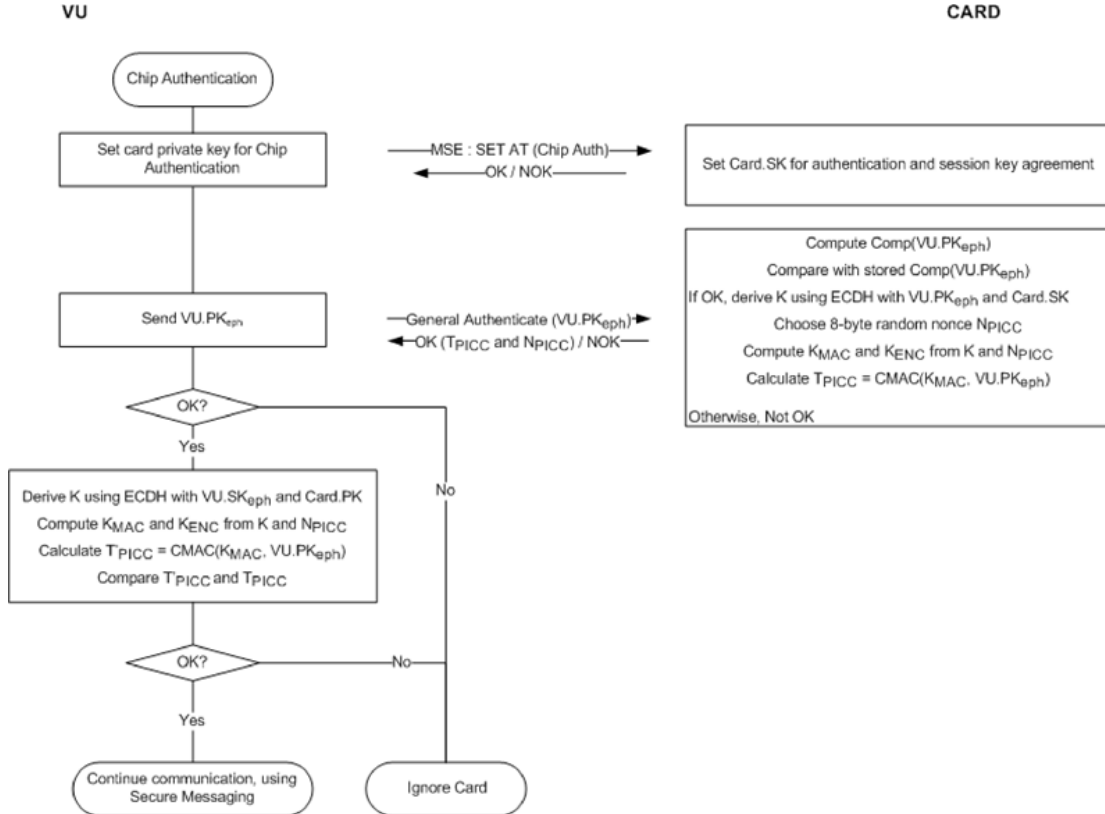 VU
CARD
Chip Authentication
Set card private key for Chip
Authentication
MSE : SET AT (Chip Auth)
OK / NOK
Set Card.SK for authentication and session key agreement
Compute Comp(VU.PKeph)
Compare with stored Comp(VU.PKeph)
If OK, derive K using ECDH with VU.PKeph and Card.SK
Choose 8-byte random nonce NPICC
Compute KMAC and KENC from K and NPICC
Calculate TPICC = CMAC(KMAC, VU.PKeph)
Otherwise, Not OK
Send VU.PKeph
General Authenticate (VU.PKeph)
OK (TPICC and NPICC) / NOK
OK?
Yes
No
Derive K using ECDH with VU.SKeph and Card.PK
Compute KMAC and KENC from K and NPICC
Calculate T'PICC = CMAC(KMAC, VU.PKeph)
Compare T'PICC and TPICC
OK?
No
Yes
Continue communication, using
Secure Messaging
Ignore Card